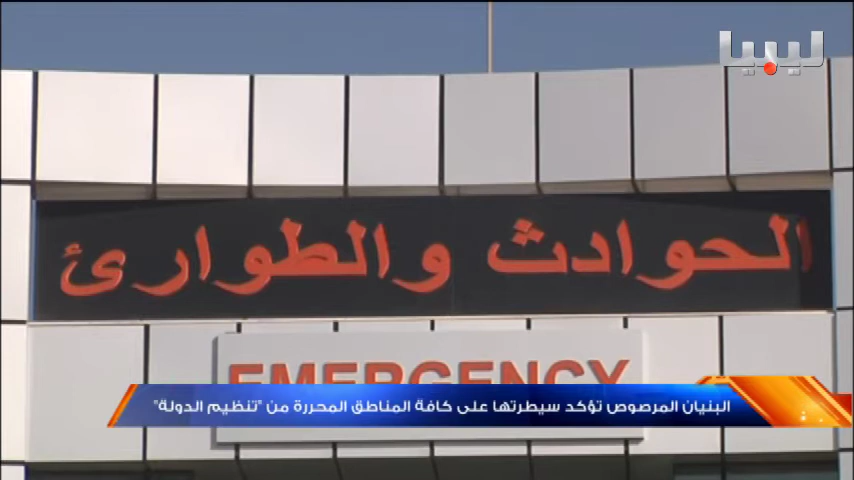 ليبيا
الحوادث والطوارئ
EMERGENCY
البنيان المرصوص تؤكد سيطرتها على كافة المناطق المحررة من "تنظيم الدولة"